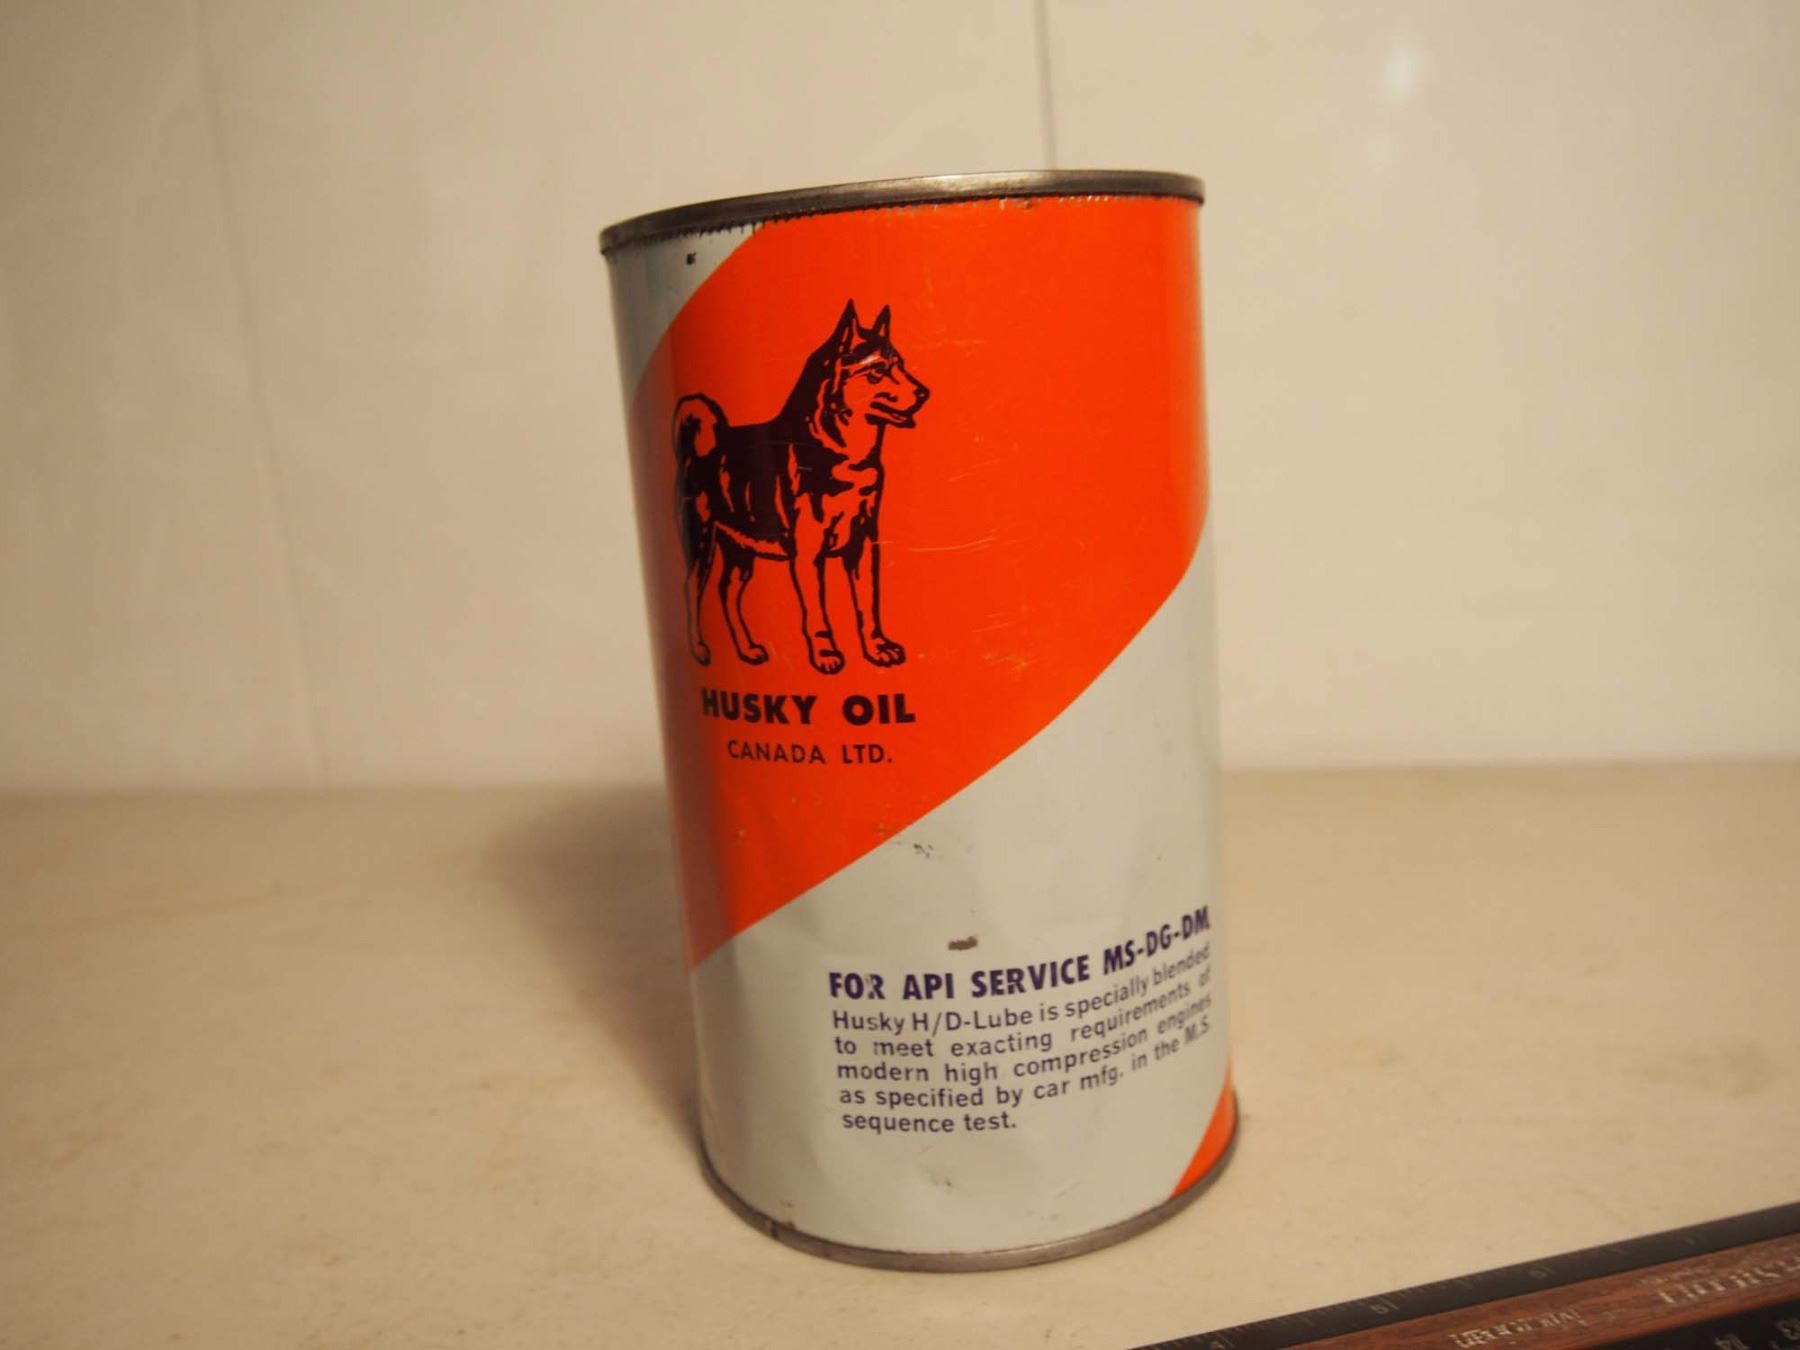 HUSKY OIL
CANADA LTD.
FOR API SERVICE MS-DG-DM
Husky H/D-Lube is specially blended
to meet exacting requirements of
modern high compression engines
as specified by car mfg. in the M.S.
sequence test.